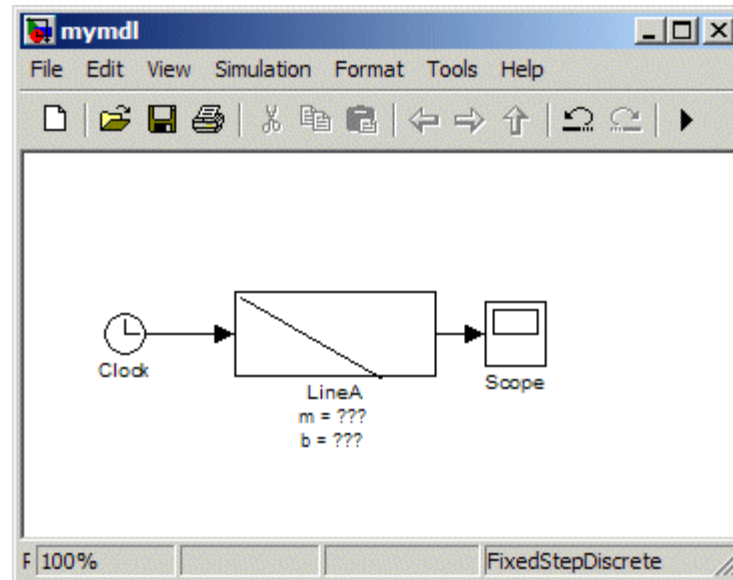 mymdl
File Edit View Simulation Format Tools Help
Clock
LineA
m = ???
b = ???
Scope
F 100% FixedStepDiscrete